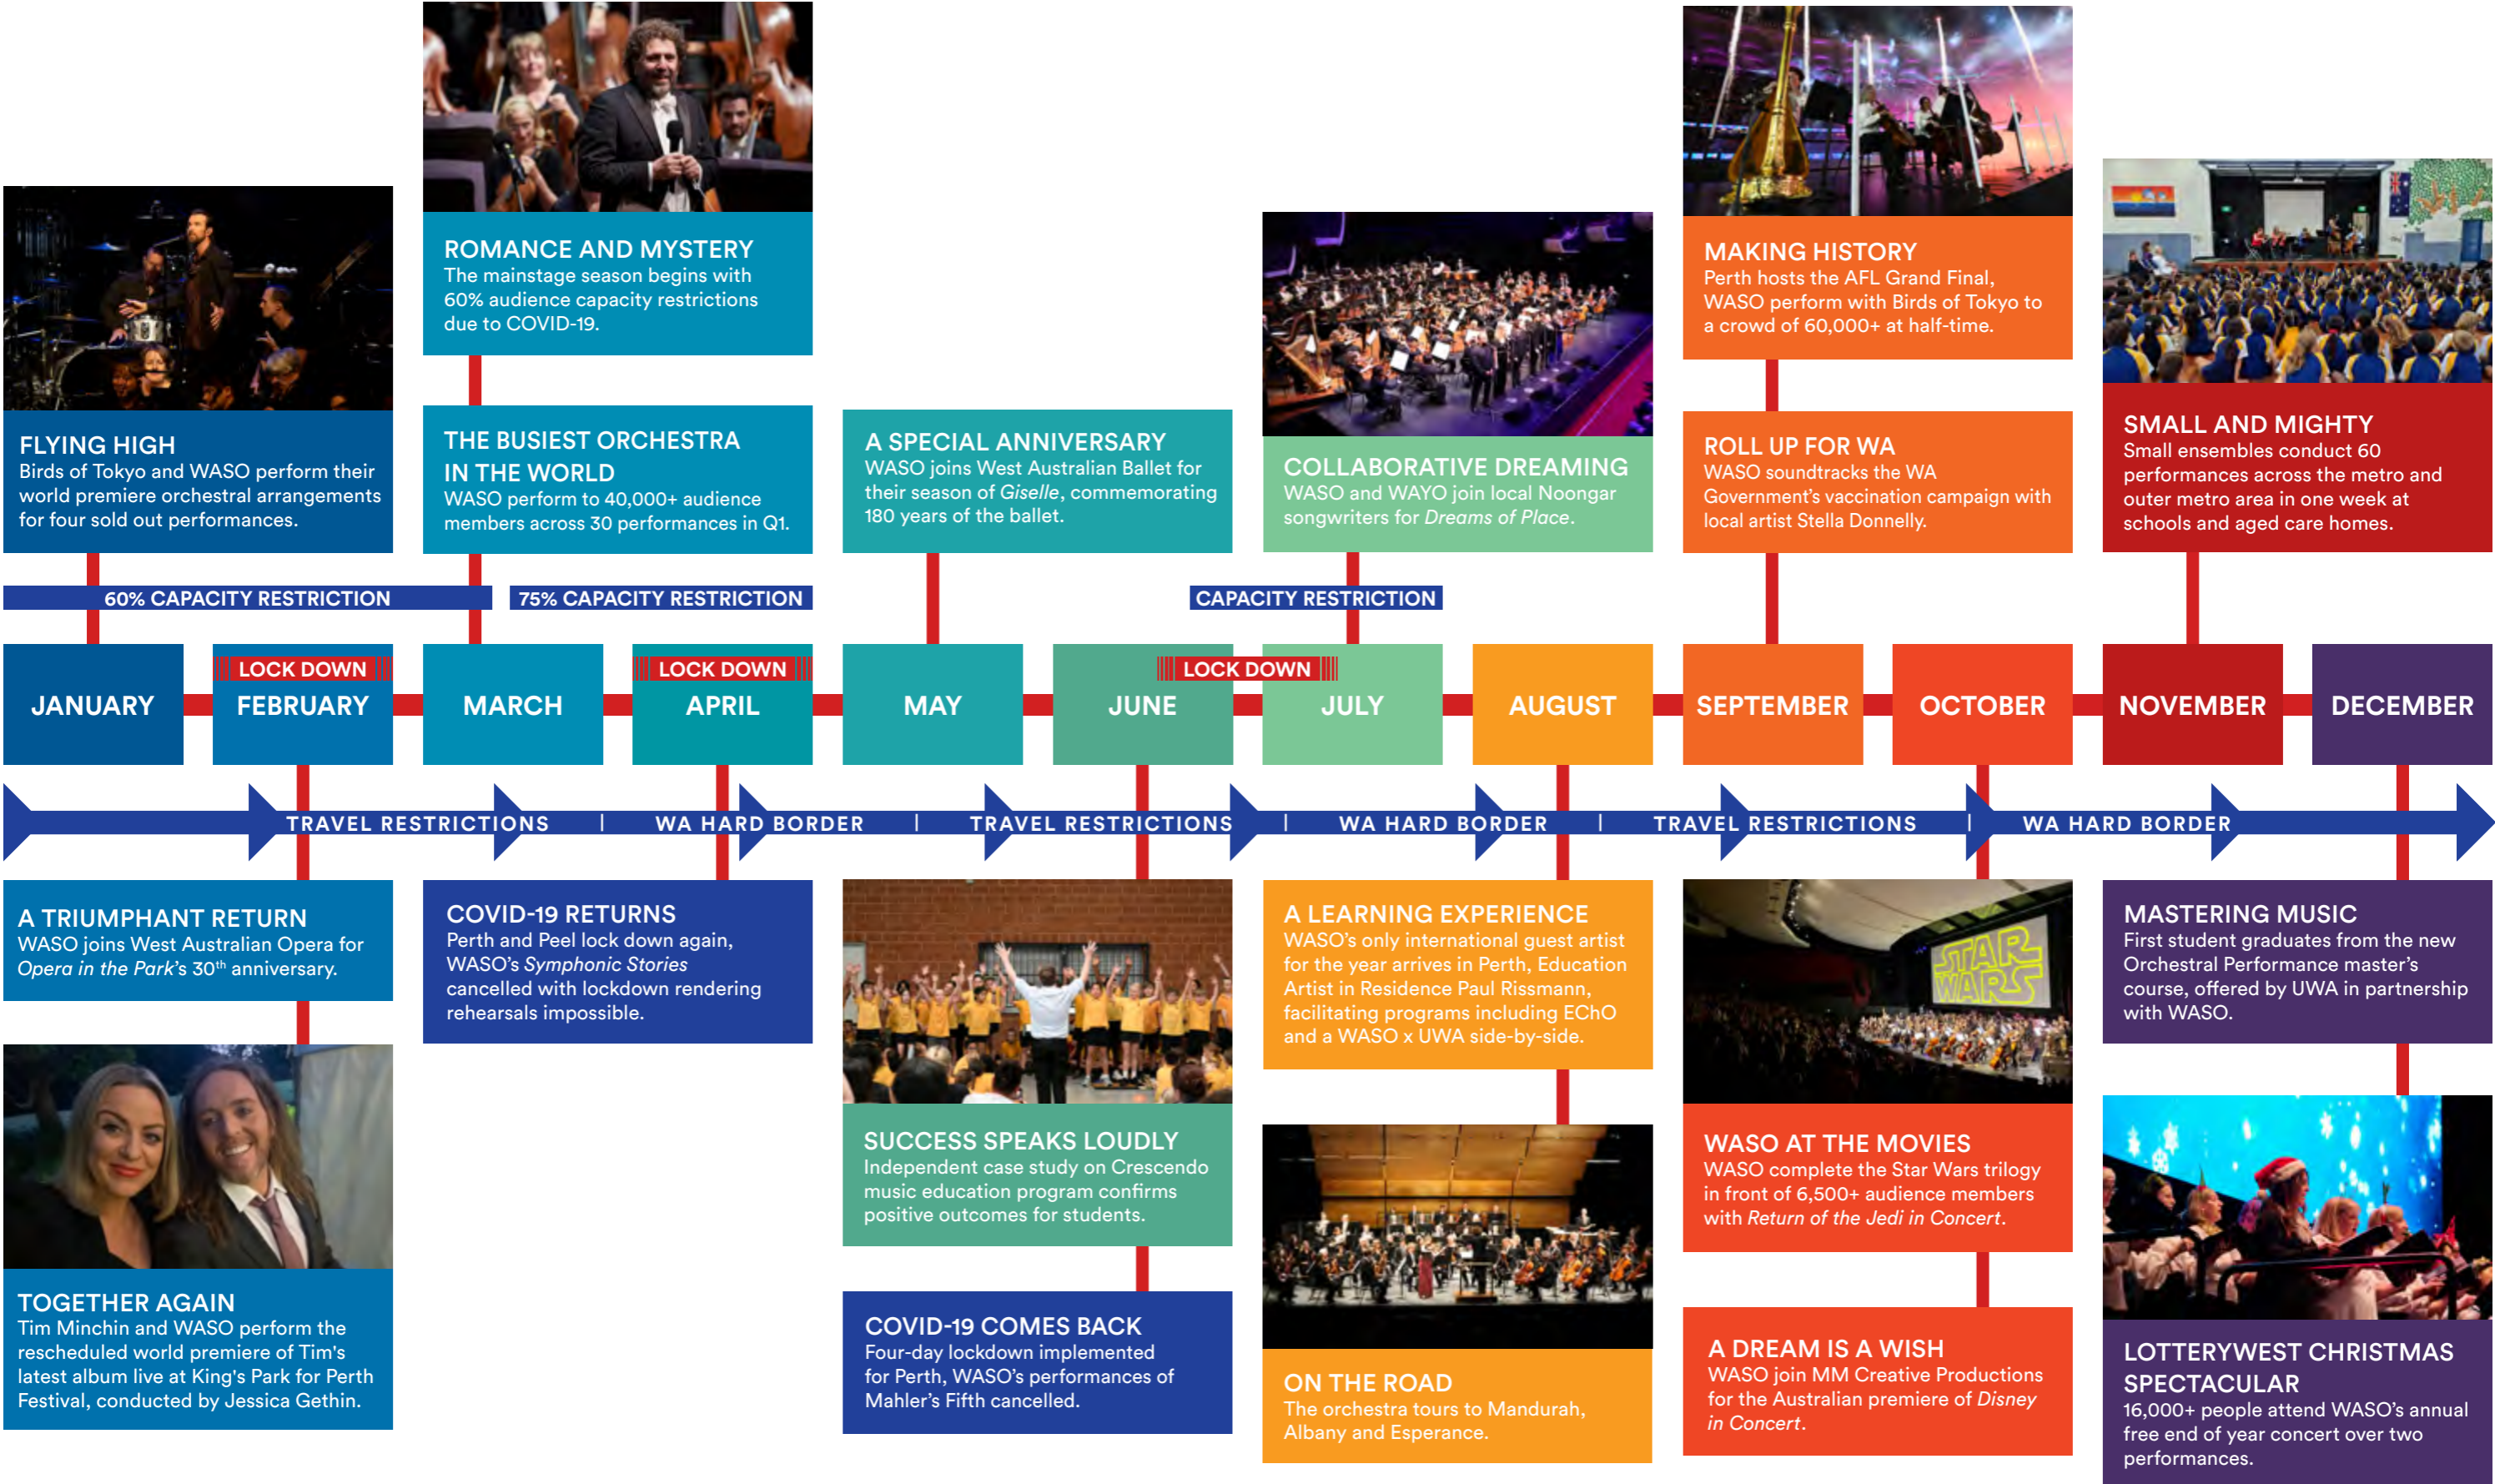 ROMANCE AND MYSTERY
The mainstage season begins with
60% audience capacity restrictions
due to COVID-19.
MAKING HISTORY
Perth hosts the AFL Grand Final,
WASO perform with Birds of Tokyo to
a crowd of 60,000+ at half-time.
FLYING HIGH
Birds of Tokyo and WASO perform their
world premiere orchestral arrangements
for four sold out performances.
THE BUSIEST ORCHESTRA
IN THE WORLD
WASO perform to 40,000+ audience
members across 30 performances in Q1.
A SPECIAL ANNIVERSARY
WASO joins West Australian Ballet for
their season of Giselle, commemorating
180 years of the ballet.
COLLABORATIVE DREAMING
WASO and WAYO join local Noongar
songwriters for Dreams of Place.
ROLL UP FOR WA
WASO soundtracks the WA
Government's vaccination campaign with
local artist Stella Donnelly.
SMALL AND MIGHTY
Small ensembles conduct 60
performances across the metro and
outer metro area in one week at
schools and aged care homes.
60% CAPACITY RESTRICTION
75% CAPACITY RESTRICTION
CAPACITY RESTRICTION
LOCK DOWN
LOCK DOWN
LOCK DOWN
JANUARY
FEBRUARY
MARCH
APRIL
MAY
JUNE
JULY
AUGUST
SEPTEMBER
OCTOBER
NOVEMBER
DECEMBER
TRAVEL RESTRICTIONS | WA HARD BORDER | TRAVEL RESTRICTIONS | WA HARD BORDER | TRAVEL RESTRICTIONS | WA HARD BORDER
A TRIUMPHANT RETURN
WASO joins West Australian Opera for
Opera in the Park's 30th anniversary.
COVID-19 RETURNS
Perth and Peel lock down again,
WASO's Symphonic Stories
cancelled with lockdown rendering
rehearsals impossible.
A LEARNING EXPERIENCE
WASO's only international guest artist
for the year arrives in Perth, Education
Artist in Residence Paul Rissmann,
facilitating programs including EChO
and a WASO x UWA side-by-side.
STAR
WARS
MASTERING MUSIC
First student graduates from the new
Orchestral Performance master's
course, offered by UWA in partnership
with WASO.
SUCCESS SPEAKS LOUDLY
Independent case study on Crescendo
music education program confirms
positive outcomes for students.
WASO AT THE MOVIES
WASO complete the Star Wars trilogy
in front of 6,500+ audience members
with Return of the Jedi in Concert.
TOGETHER AGAIN
Tim Minchin and WASO perform the
rescheduled world premiere of Tim's
latest album live at King's Park for Perth
Festival, conducted by Jessica Gethin.
COVID-19 COMES BACK
Four-day lockdown implemented
for Perth, WASO's performances of
Mahler's Fifth cancelled.
ON THE ROAD
The orchestra tours to Mandurah,
Albany and Esperance.
A DREAM IS A WISH
WASO join MM Creative Productions
for the Australian premiere of Disney
in Concert.
LOTTERYWEST CHRISTMAS
SPECTACULAR
16,000+ people attend WASO's annual
free end of year concert over two
performances.